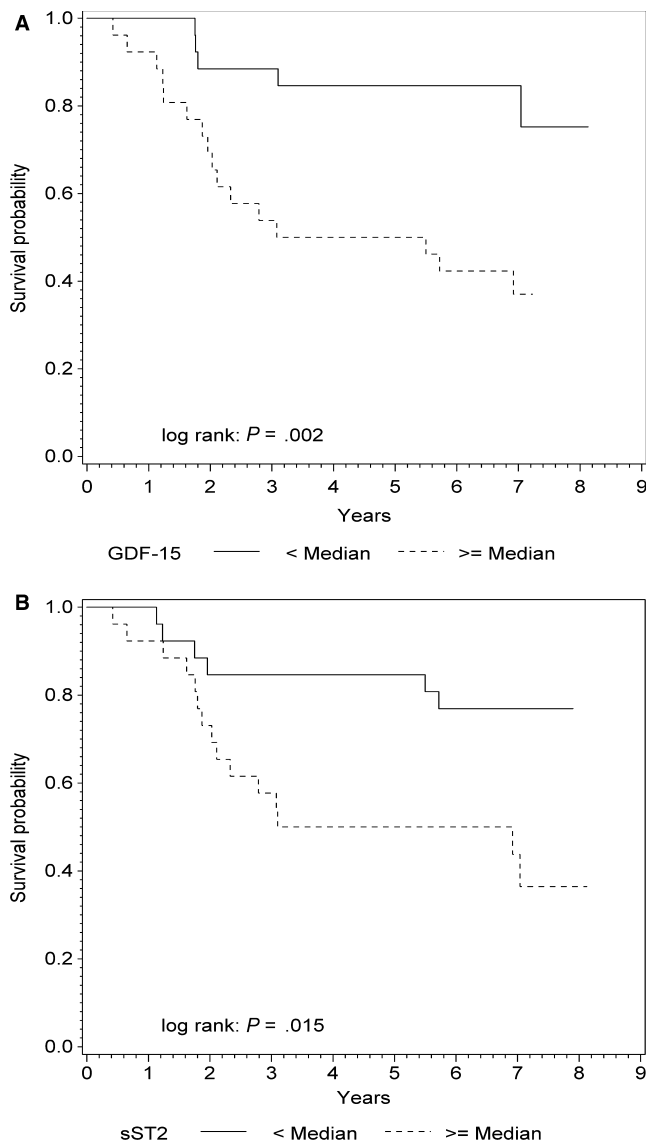 A
1.0
0.8
0.6
0.4
0.2
0.0
Survival probability
log rank: P = .002
0 1 2 3 4 5 6 7 8 9
Years
GDF-15 < Median >= Median
B
1.0
0.8
0.6
0.4
0.2
0.0
Survival probability
log rank: P = .015
0 1 2 3 4 5 6 7 8 9
Years
sST2 < Median >= Median